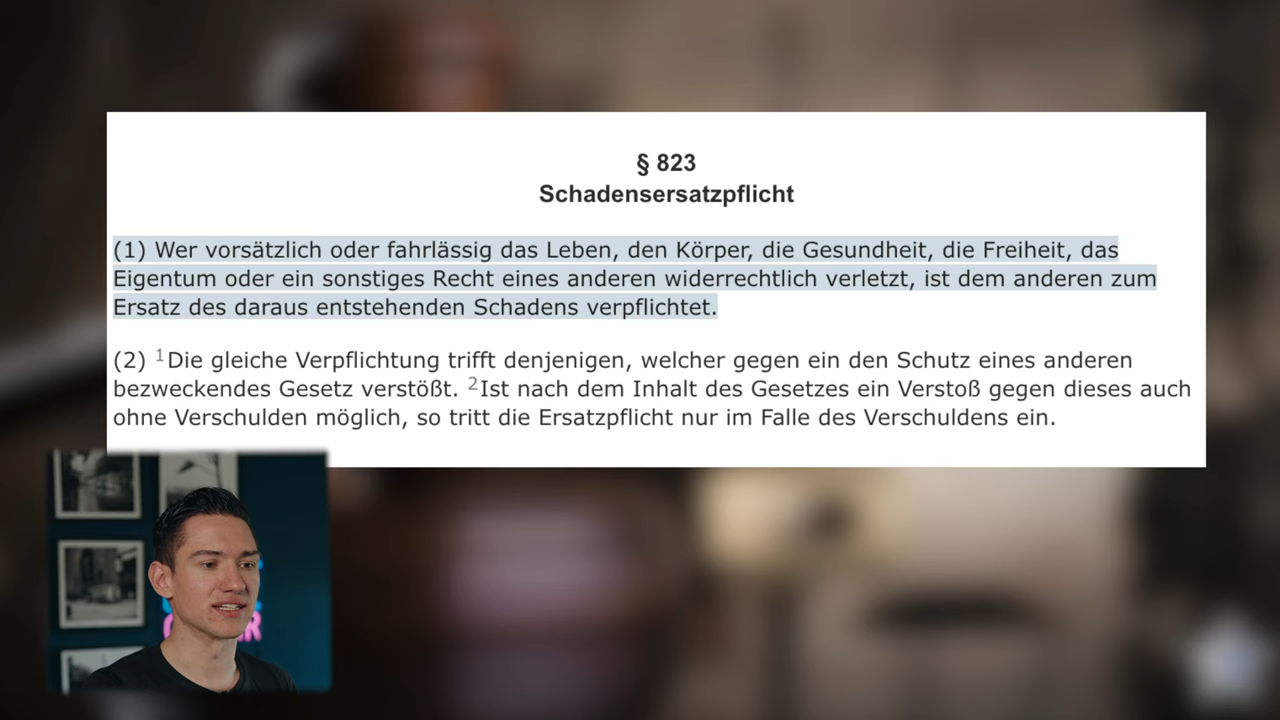 § 823
Schadensersatzpflicht
(1) Wer vorsätzlich oder fahrlässig das Leben, den Körper, die Gesundheit, die Freiheit, das
Eigentum oder ein sonstiges Recht eines anderen widerrechtlich verletzt, ist dem anderen zum
Ersatz des daraus entstehenden Schadens verpflichtet.
(2) ¹Die gleiche Verpflichtung trifft denjenigen, welcher gegen ein den Schutz eines anderen
bezweckendes Gesetz verstößt. ²Ist nach dem Inhalt des Gesetzes ein Verstoß gegen dieses auch
ohne Verschulden möglich, so tritt die Ersatzpflicht nur im Falle des Verschuldens ein.